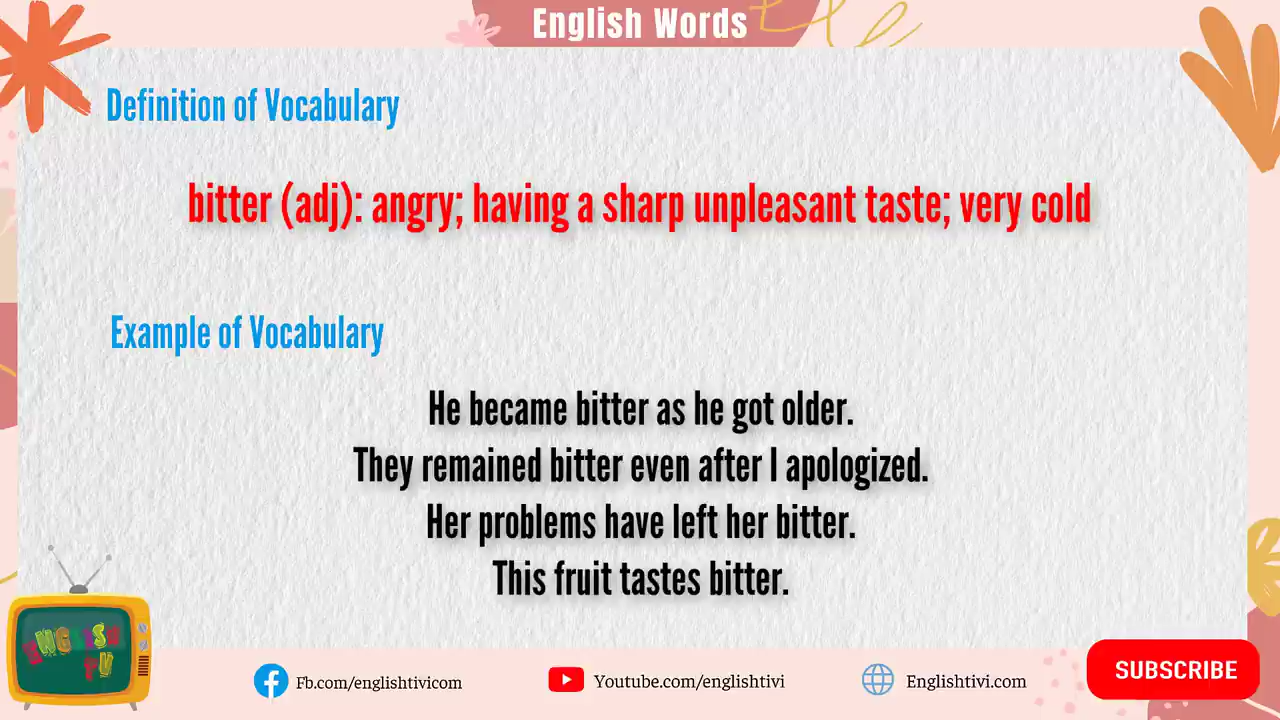 English Words
Definition of Vocabulary
bitter (adj): angry; having a sharp unpleasant taste; very cold
Example of Vocabulary
He became bitter as he got older.
They remained bitter even after I apologized.
Her problems have left her bitter.
This fruit tastes bitter.
ENGLISH
TV
Fb.com/englishtivicom
Youtube.com/englishtivi
Englishtivi.com
SUBSCRIBE